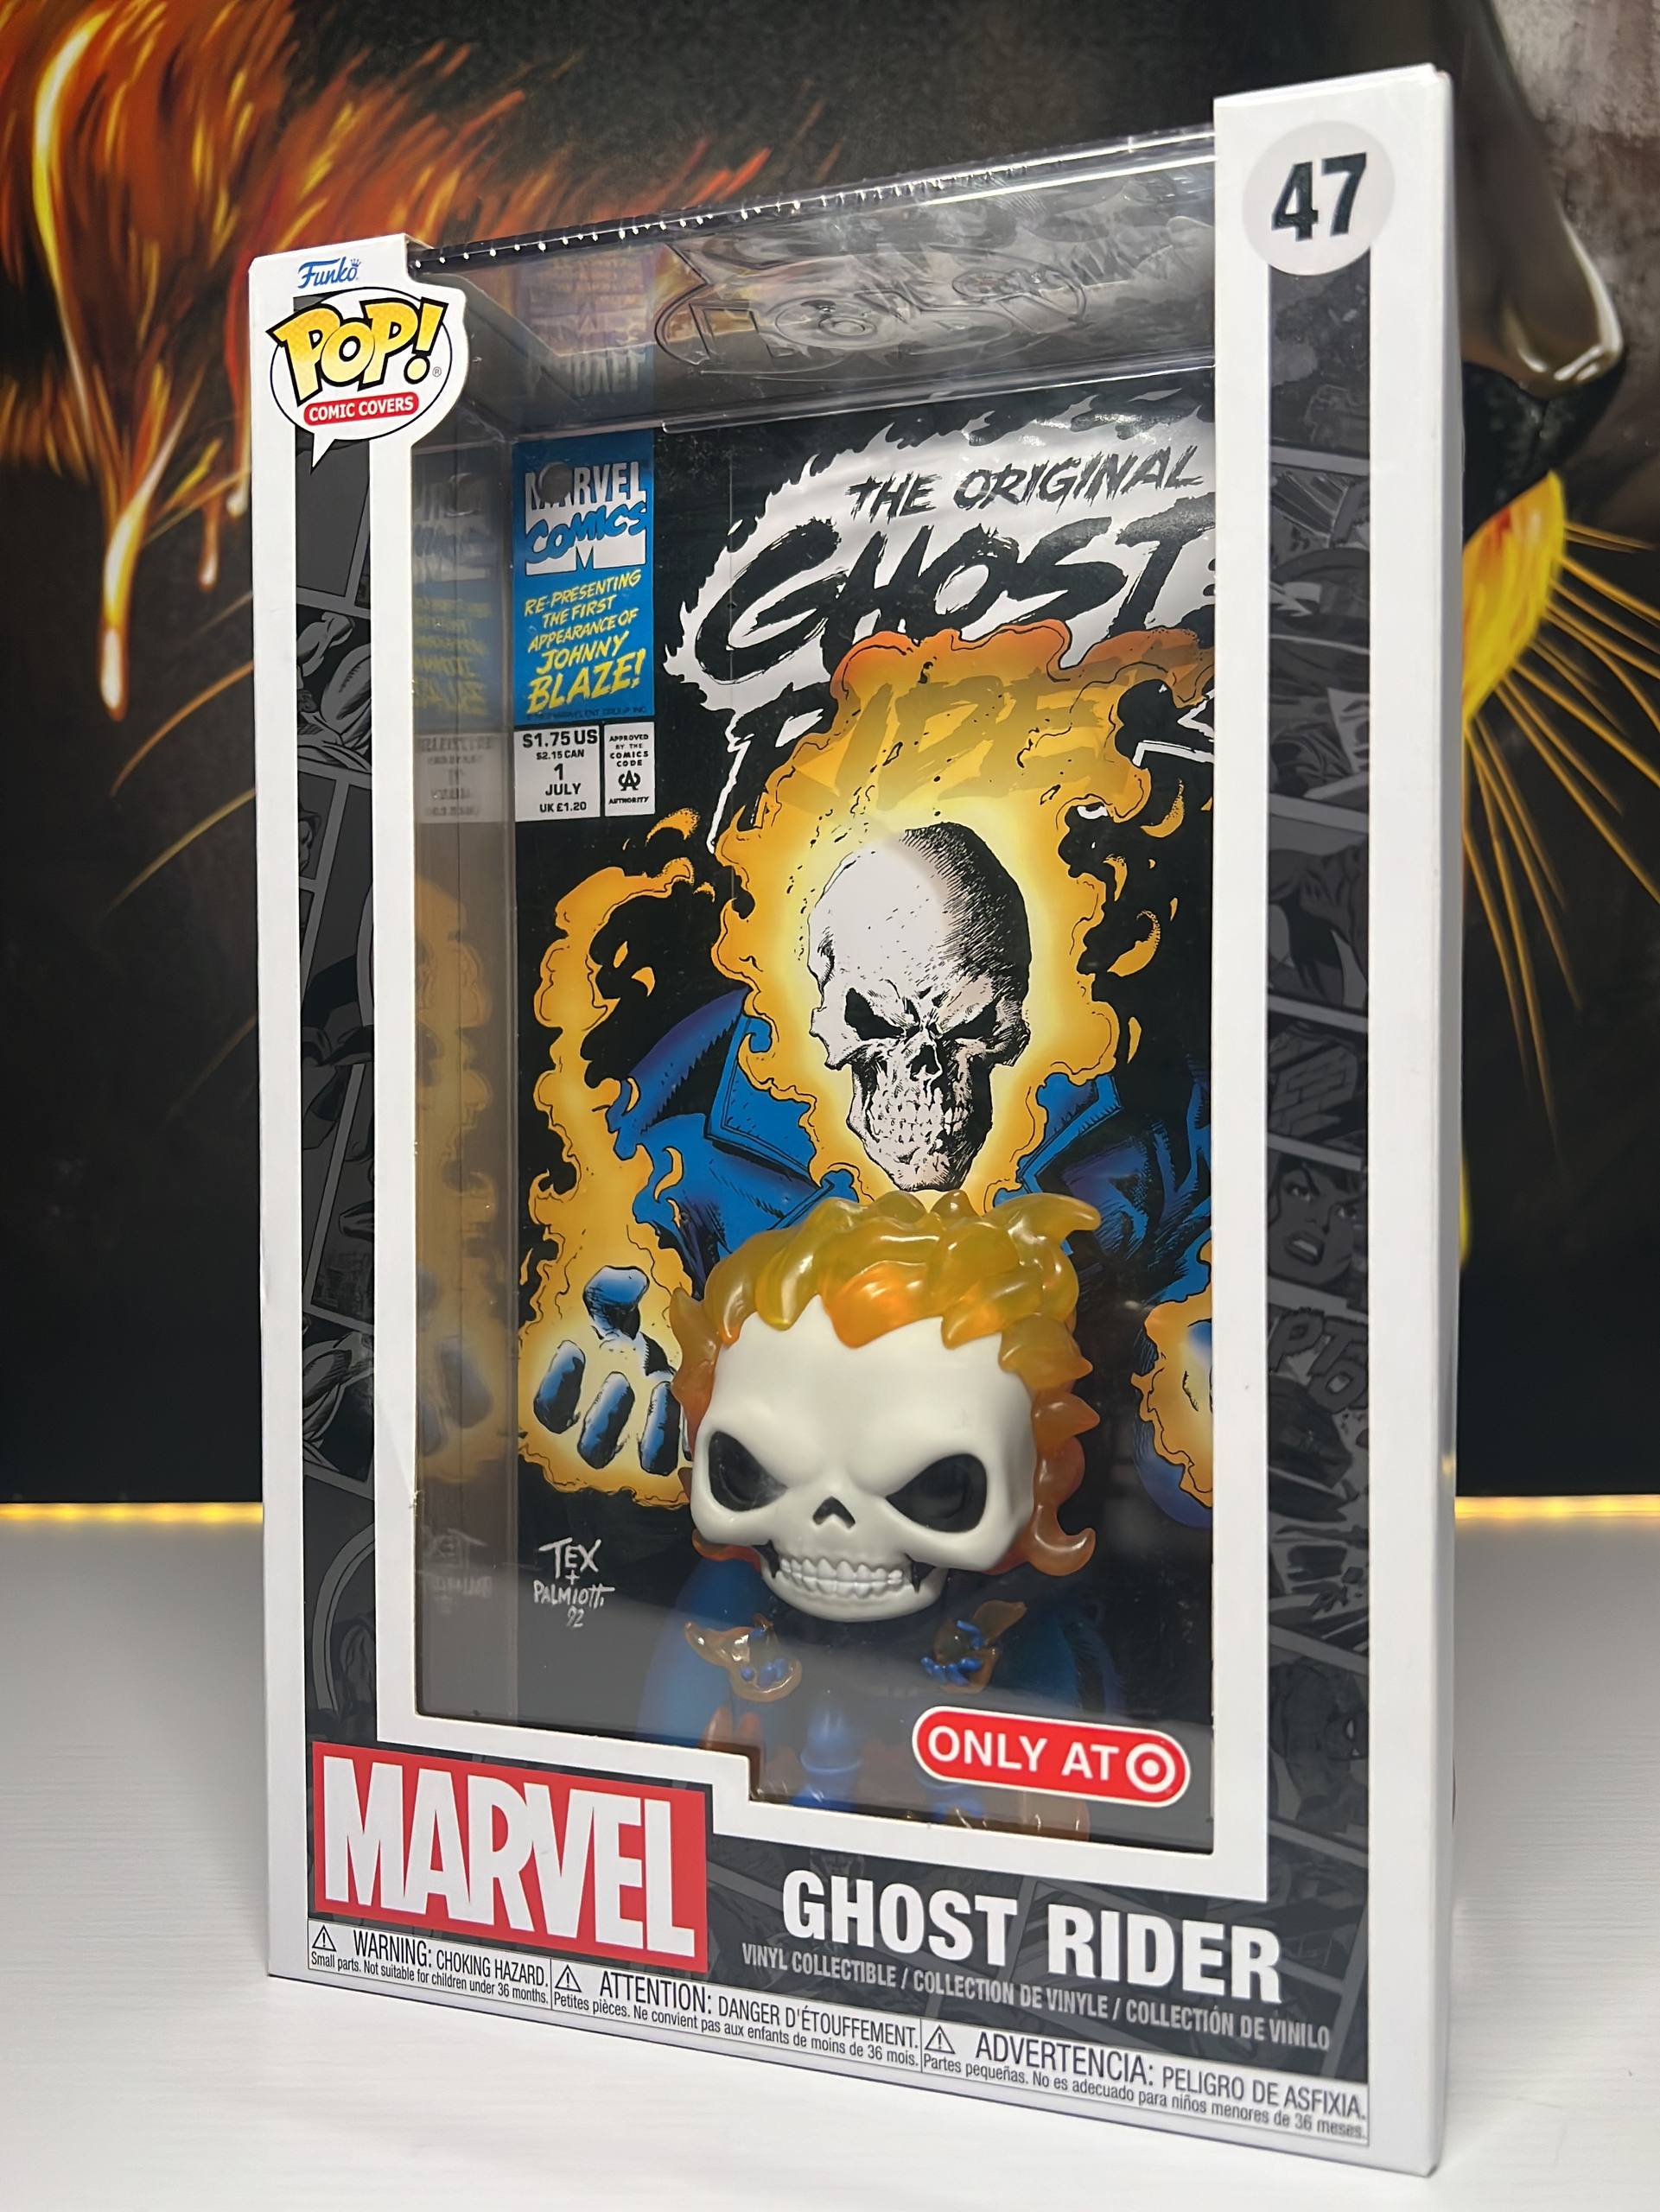 Funko
POP!®
COMIC COVERS
47
MARVEL
COMICS
RE-PRESENTING
THE FIRST
APPEARANCE OF
JOHNNY
BLAZE!
$1.75 US
$2.15 CAN
1
JULY
UK £1.20
APPROVED
BY THE
COMICS
CODE
AUTHORITY
THE ORIGINAL
GHOST
TEX
+
PALMIOTTI
92
ONLY AT
MARVEL
GHOST RIDER
VINYL COLLECTIBLE / COLLECTION DE VINYLE / COLLECTIÓN DE VINILO
WARNING: CHOKING HAZARD.
Small parts. Not suitable for children under 36 months.
ATTENTION: DANGER D'ÉTOUFFEMENT.
Petites pièces. Ne convient pas aux enfants de moins de 36 mois.
ADVERTENCIA: PELIGRO DE ASFIXIA.
Partes pequeñas. No es adecuado para niños menores de 36 meses.